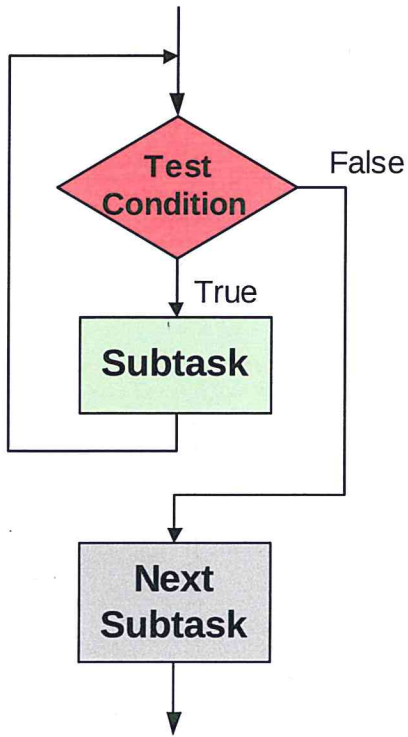 Test
Condition
False
True
Subtask
Next
Subtask